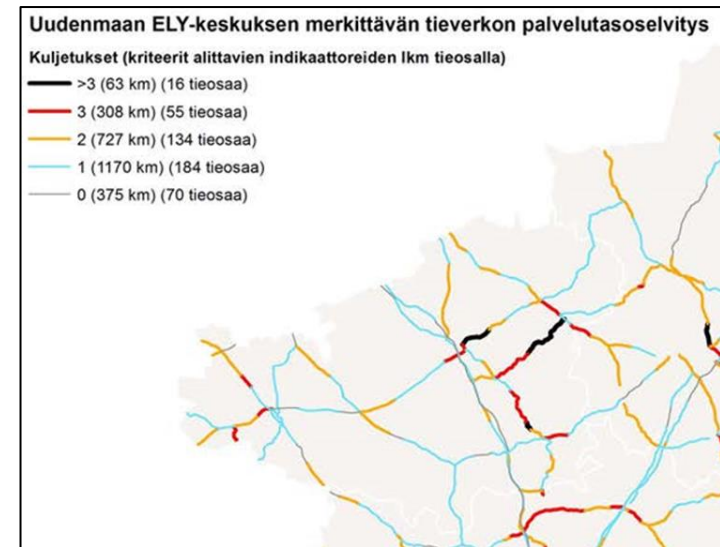 Uudenmaan ELY-keskuksen merkittävän tieverkon palvelutasoselvitys
Kuljetukset (kriteerit alittavien indikaattoreiden lkm tieosalla)
>3 (63 km) (16 tieosaa)
3 (308 km) (55 tieosaa)
2 (727 km) (134 tieosaa)
1 (1170 km) (184 tieosaa)
0 (375 km) (70 tieosaa)